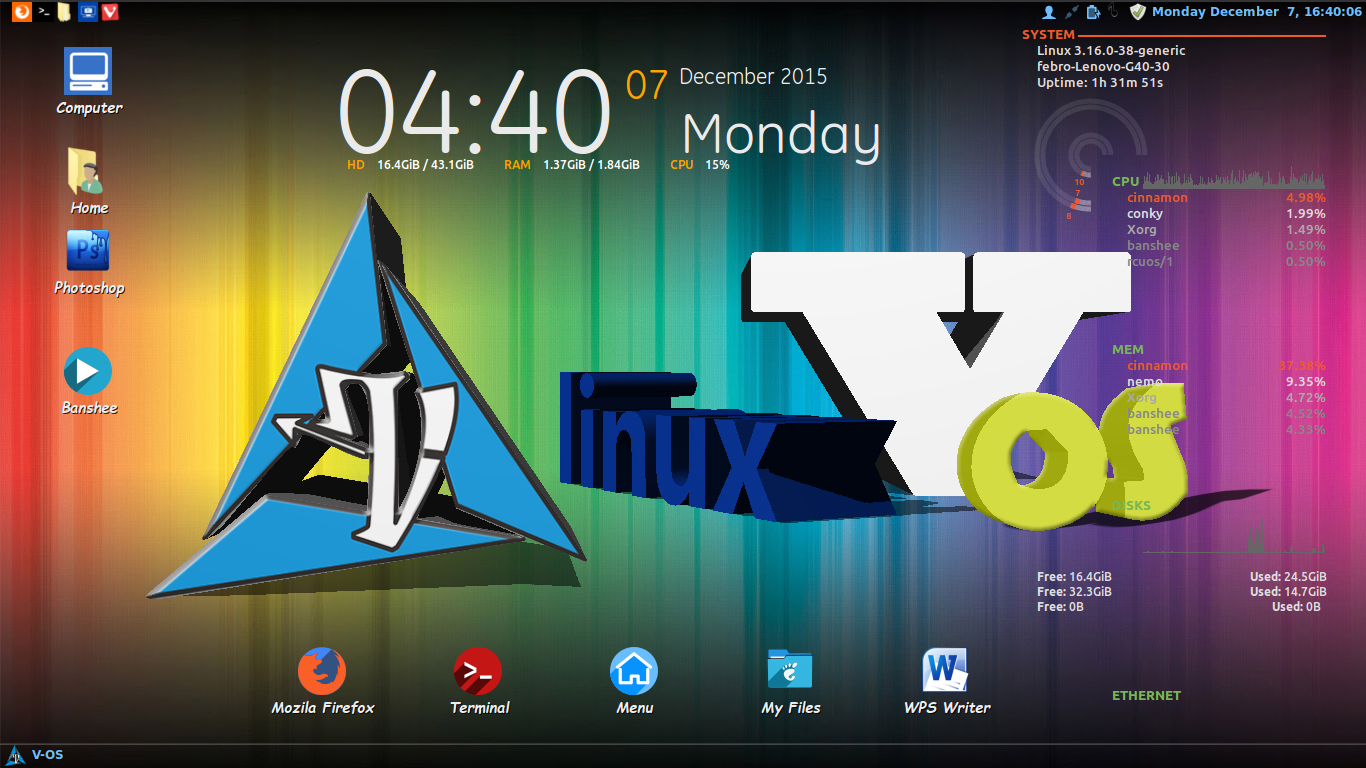 Monday December 7, 16:40:06
SYSTEM
Linux 3.16.0-38-generic
febro-Lenovo-G40-30
Uptime: 1h 31m 51s
Computer
Home
Ps
Photoshop
Banshee
04:40
07
December 2015
Monday
HD 16.4GiB / 43.1GiB RAM 1.37GiB / 1.84GiB CPU 15%
10
7
8
CPU
cinnamon 4.98%
conky 1.99%
Xorg 1.49%
banshee 0.50%
rcuos/1 0.50%
MEM
cinnamon 37.38%
nemo 9.35%
Xorg 4.72%
banshee 4.52%
banshee 4.33%
linux Vos
DISKS
Free: 16.4GiB Used: 24.5GiB
Free: 32.3GiB Used: 14.7GiB
Free: 0B Used: 0B
ETHERNET
Mozila Firefox
Terminal
Menu
My Files
W
WPS Writer
V-OS